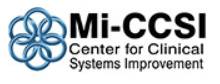 Mi-CCSI
Center for Clinical
Systems Improvement